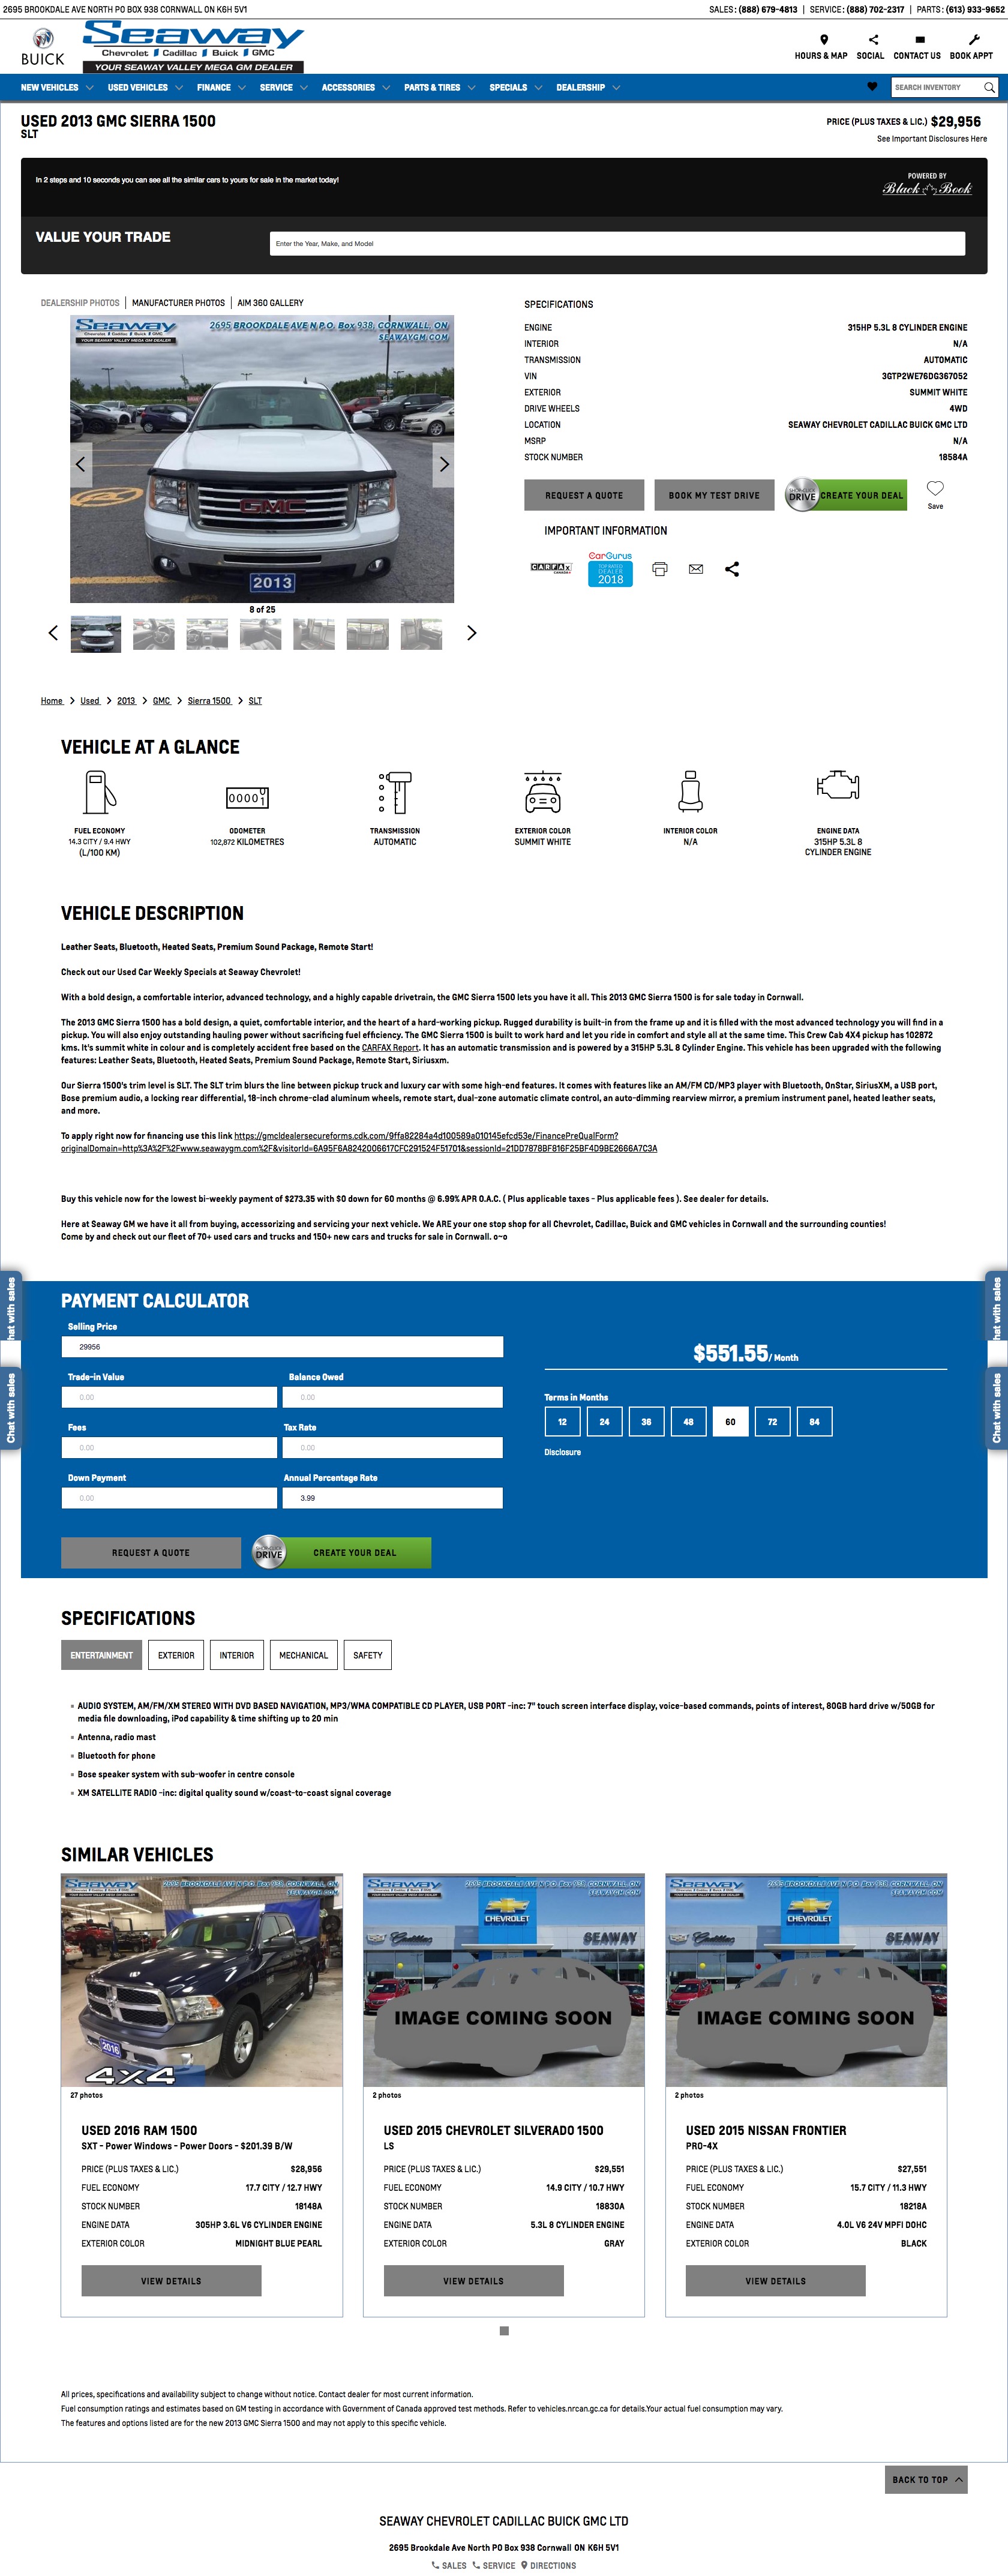 2695 BROOKDALE AVE NORTH PO BOX 938 CORNWALL ON K6H 5V1
SALES: (888) 679-4813 | SERVICE: (888) 702-2317 | PARTS: (613) 933-9652
BUICK
Seaway
Chevrolet Cadillac Buick GMC
YOUR SEAWAY VALLEY MEGA GM DEALER
HOURS & MAP SOCIAL CONTACT US BOOK APPT
NEW VEHICLES USED VEHICLES FINANCE SERVICE ACCESSORIES PARTS & TIRES SPECIALS DEALERSHIP
SEARCH INVENTORY
USED 2013 GMC SIERRA 1500
SLT
PRICE (PLUS TAXES & LIC.) $29,956
See Important Disclosures Here
In 2 steps and 10 seconds you can see all the similar cars to yours for sale in the market today!
POWERED BY
Black Book
VALUE YOUR TRADE
Enter the Year, Make, and Model
DEALERSHIP PHOTOS | MANUFACTURER PHOTOS | AIM 360 GALLERY
Seaway
Chevrolet Cadillac Buick GMC
YOUR SEAWAY VALLEY MEGA GM DEALER
2695 BROOKDALE AVE N P.O. Box 938, CORNWALL, ON
SEAWAYGM.COM
GMC
2013
8 of 25
SPECIFICATIONS
ENGINE 315HP 5.3L 8 CYLINDER ENGINE
INTERIOR N/A
TRANSMISSION AUTOMATIC
VIN 3GTP2WE76DG367052
EXTERIOR SUMMIT WHITE
DRIVE WHEELS 4WD
LOCATION SEAWAY CHEVROLET CADILLAC BUICK GMC LTD
MSRP N/A
STOCK NUMBER 18584A
REQUEST A QUOTE
BOOK MY TEST DRIVE
DRIVE CREATE YOUR DEAL
Save
IMPORTANT INFORMATION
CARFAX
CarGurus
TOP RATED
DEALER
2018
Home > Used > 2013 > GMC > Sierra 1500 > SLT
VEHICLE AT A GLANCE
00001
FUEL ECONOMY
14.3 CITY / 9.4 HWY
(L/100 KM)
ODOMETER
102,872 KILOMETRES
TRANSMISSION
AUTOMATIC
EXTERIOR COLOR
SUMMIT WHITE
INTERIOR COLOR
N/A
ENGINE DATA
315HP 5.3L 8
CYLINDER ENGINE
VEHICLE DESCRIPTION
Leather Seats, Bluetooth, Heated Seats, Premium Sound Package, Remote Start!
Check out our Used Car Weekly Specials at Seaway Chevrolet!
With a bold design, a comfortable interior, advanced technology, and a highly capable drivetrain, the GMC Sierra 1500 lets you have it all. This 2013 GMC Sierra 1500 is for sale today in Cornwall.
The 2013 GMC Sierra 1500 has a bold design, a quiet, comfortable interior, and the heart of a hard-working pickup. Rugged durability is built-in from the frame up and it is filled with the most advanced technology you will find in a
pickup. You will also enjoy outstanding hauling power without sacrificing fuel efficiency. The GMC Sierra 1500 is built to work hard and let you ride in comfort and style all at the same time. This Crew Cab 4X4 pickup has 102872
kms. It's summit white in colour and is completely accident free based on the CARFAX Report. It has an automatic transmission and is powered by a 315HP 5.3L 8 Cylinder Engine. This vehicle has been upgraded with the following
features: Leather Seats, Bluetooth, Heated Seats, Premium Sound Package, Remote Start, Siriusxm.
Our Sierra 1500's trim level is SLT. The SLT trim blurs the line between pickup truck and luxury car with some high-end features. It comes with features like an AM/FM CD/MP3 player with Bluetooth, OnStar, SiriusXM, a USB port,
Bose premium audio, a locking rear differential, 18-inch chrome-clad aluminum wheels, remote start, dual-zone automatic climate control, an auto-dimming rearview mirror, a premium instrument panel, heated leather seats,
and more.
To apply right now for financing use this link https://gmcldealersecureforms.cdk.com/9ffa82284a4d100589a010145efcd53e/FinancePreQualForm?
originalDomain=http%3A%2F%2Fwww.seawaygm.com%2F&visitorId=6A95F6A8242006617CFC291524F51701&sessionId=21DD7878BF816F25BF4D9BE2666A7C3A
Buy this vehicle now for the lowest bi-weekly payment of $273.35 with $0 down for 60 months @ 6.99% APR O.A.C. ( Plus applicable taxes - Plus applicable fees ). See dealer for details.
Here at Seaway GM we have it all from buying, accessorizing and servicing your next vehicle. We ARE your one stop shop for all Chevrolet, Cadillac, Buick and GMC vehicles in Cornwall and the surrounding counties!
Come by and check out our fleet of 70+ used cars and trucks and 150+ new cars and trucks for sale in Cornwall. o~o
hat with sales
hat with sales
Chat with sales
Chat with sales
PAYMENT CALCULATOR
Selling Price
29956
Trade-in Value Balance Owed
0.00 0.00
Fees Tax Rate
0.00 0.00
Down Payment Annual Percentage Rate
0.00 3.99
$551.55/ Month
Terms in Months
12 24 36 48 60 72 84
Disclosure
REQUEST A QUOTE
DRIVE CREATE YOUR DEAL
SPECIFICATIONS
ENTERTAINMENT EXTERIOR INTERIOR MECHANICAL SAFETY
AUDIO SYSTEM, AM/FM/XM STEREO WITH DVD BASED NAVIGATION, MP3/WMA COMPATIBLE CD PLAYER, USB PORT -inc: 7" touch screen interface display, voice-based commands, points of interest, 80GB hard drive w/50GB for
media file downloading, iPod capability & time shifting up to 20 min
Antenna, radio mast
Bluetooth for phone
Bose speaker system with sub-woofer in centre console
XM SATELLITE RADIO -inc: digital quality sound w/coast-to-coast signal coverage
SIMILAR VEHICLES
Seaway
2695 BROOKDALE AVE N P.O. Box 938, CORNWALL, ON
SEAWAYGM.COM
2016
4X4
27 photos
USED 2016 RAM 1500
SXT - Power Windows - Power Doors - $201.39 B/W
PRICE (PLUS TAXES & LIC.) $28,956
FUEL ECONOMY 17.7 CITY / 12.7 HWY
STOCK NUMBER 18148A
ENGINE DATA 305HP 3.6L V6 CYLINDER ENGINE
EXTERIOR COLOR MIDNIGHT BLUE PEARL
VIEW DETAILS
Seaway
2695 BROOKDALE AVE N P.O. Box 938, CORNWALL, ON
SEAWAYGM.COM
CHEVROLET
Cadillac
SEAWAY
IMAGE COMING SOON
2 photos
USED 2015 CHEVROLET SILVERADO 1500
LS
PRICE (PLUS TAXES & LIC.) $29,551
FUEL ECONOMY 14.9 CITY / 10.7 HWY
STOCK NUMBER 18830A
ENGINE DATA 5.3L 8 CYLINDER ENGINE
EXTERIOR COLOR GRAY
VIEW DETAILS
Seaway
2695 BROOKDALE AVE N P.O. Box 938, CORNWALL, ON
SEAWAYGM.COM
CHEVROLET
Cadillac
SEAWAY
IMAGE COMING SOON
2 photos
USED 2015 NISSAN FRONTIER
PRO-4X
PRICE (PLUS TAXES & LIC.) $27,551
FUEL ECONOMY 15.7 CITY / 11.3 HWY
STOCK NUMBER 18218A
ENGINE DATA 4.0L V6 24V MPFI DOHC
EXTERIOR COLOR BLACK
VIEW DETAILS
All prices, specifications and availability subject to change without notice. Contact dealer for most current information.
Fuel consumption ratings and estimates based on GM testing in accordance with Government of Canada approved test methods. Refer to vehicles.nrcan.gc.ca for details.Your actual fuel consumption may vary.
The features and options listed are for the new 2013 GMC Sierra 1500 and may not apply to this specific vehicle.
BACK TO TOP
SEAWAY CHEVROLET CADILLAC BUICK GMC LTD
2695 Brookdale Ave North PO Box 938 Cornwall ON K6H 5V1
SALES SERVICE DIRECTIONS